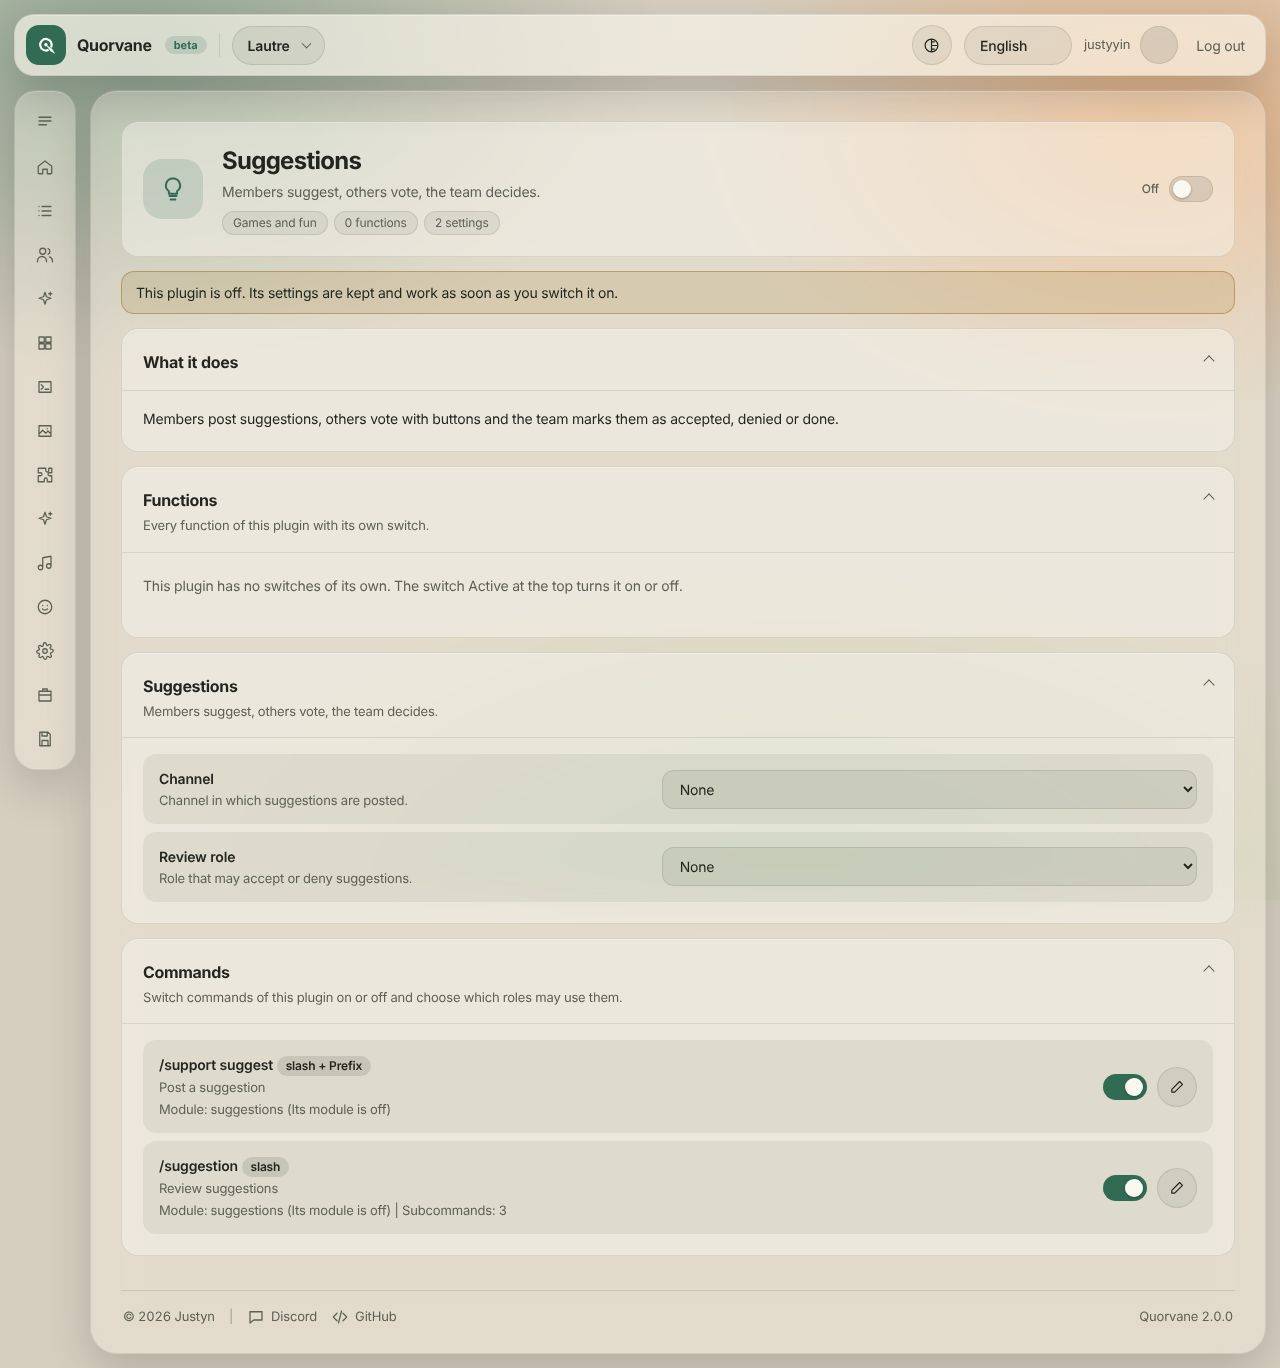 Quorvane beta Lautre English justyyin Log out
Suggestions
Members suggest, others vote, the team decides.
Games and fun 0 functions 2 settings
Off
This plugin is off. Its settings are kept and work as soon as you switch it on.
What it does
Members post suggestions, others vote with buttons and the team marks them as accepted, denied or done.
Functions
Every function of this plugin with its own switch.
This plugin has no switches of its own. The switch Active at the top turns it on or off.
Suggestions
Members suggest, others vote, the team decides.
Channel
Channel in which suggestions are posted.
None
Review role
Role that may accept or deny suggestions.
None
Commands
Switch commands of this plugin on or off and choose which roles may use them.
/support suggest slash + Prefix
Post a suggestion
Module: suggestions (Its module is off)
/suggestion slash
Review suggestions
Module: suggestions (Its module is off) | Subcommands: 3
© 2026 Justyn | Discord GitHub Quorvane 2.0.0